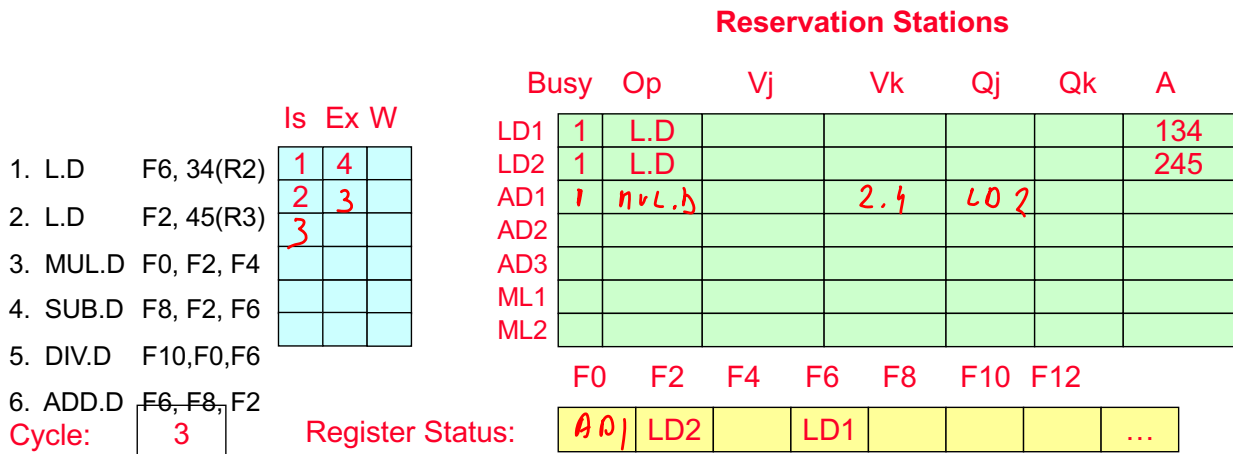 Reservation Stations
Busy Op Vj Vk Qj Qk A
Is Ex W
LD1 1 L.D 134
1. L.D F6, 34(R2) 1 4
LD2 1 L.D 245
2. L.D F2, 45(R3) 2 3
AD1 1 MUL.D 2.4 LD2
3
AD2
3. MUL.D F0, F2, F4
AD3
4. SUB.D F8, F2, F6
ML1
ML2
5. DIV.D F10,F0,F6
F0 F2 F4 F6 F8 F10 F12
6. ADD.D F6, F8, F2
Cycle: 3
Register Status: AD1 LD2 LD1 …